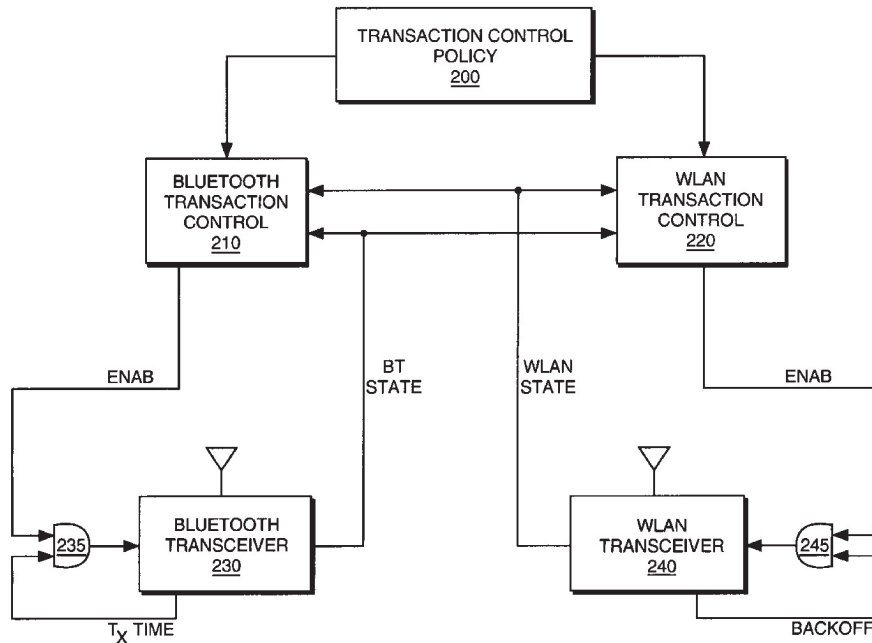 TRANSACTION CONTROL
POLICY
200
BLUETOOTH
TRANSACTION
CONTROL
210
WLAN
TRANSACTION
CONTROL
220
ENAB
BT
STATE
WLAN
STATE
ENAB
235
BLUETOOTH
TRANSCEIVER
230
WLAN
TRANSCEIVER
240
245
TX TIME
BACKOFF